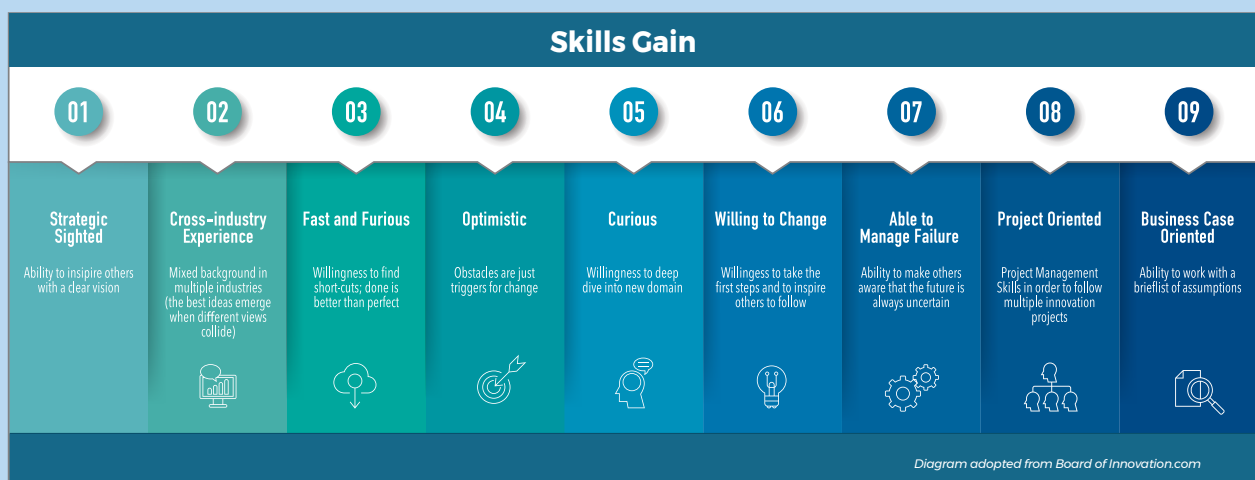 Skills Gain
01
02
03
04
05
06
07
08
09
Strategic
Sighted
Ability to insipire others
with a clear vision
Cross-industry
Experience
Mixed background in
multiple industries
(the best ideas emerge
when different views
collide)
Fast and Furious
Willingness to find
short-cuts; done is
better than perfect
Optimistic
Obstacles are just
triggers for change
Curious
Willingness to deep
dive into new domain
Willing to Change
Willingess to take the
first steps and to inspire
others to follow
Able to
Manage Failure
Ability to make others
aware that the future is
always uncertain
Project Oriented
Project Management
Skills in order to follow
multiple innovation
projects
Business Case
Oriented
Ability to work with a
brieflist of assumptions
Diagram adopted from Board of Innovation.com